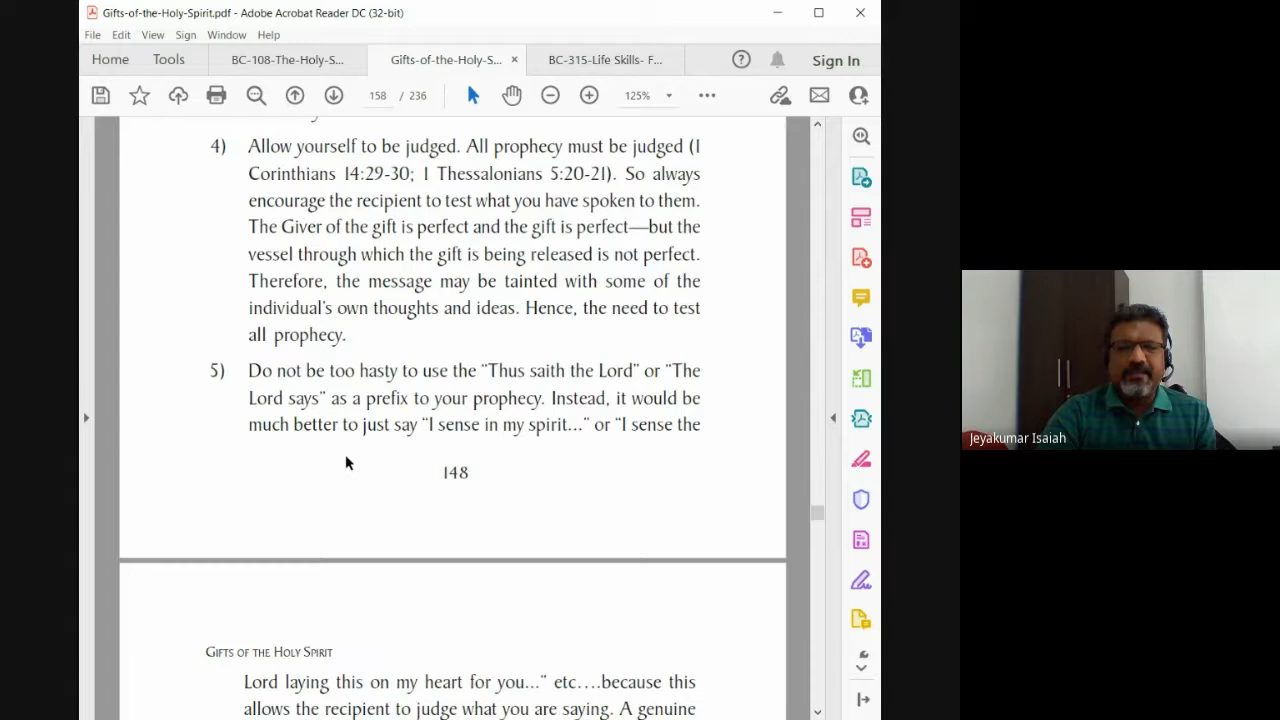 Gifts-of-the-Holy-Spirit.pdf - Adobe Acrobat Reader DC (32-bit)
File Edit View Sign Window Help
Home Tools BC-108-The-Holy-S... Gifts-of-the-Holy-S... BC-315-Life Skills- F... Sign In
158 / 236 125%
4) Allow yourself to be judged. All prophecy must be judged (1
Corinthians 14:29-30; 1 Thessalonians 5:20-21). So always
encourage the recipient to test what you have spoken to them.
The Giver of the gift is perfect and the gift is perfect—but the
vessel through which the gift is being released is not perfect.
Therefore, the message may be tainted with some of the
individual's own thoughts and ideas. Hence, the need to test
all prophecy.
5) Do not be too hasty to use the “Thus saith the Lord” or “The
Lord says” as a prefix to your prophecy. Instead, it would be
much better to just say “I sense in my spirit...” or “I sense the
148
GIFTS OF THE HOLY SPIRIT
Lord laying this on my heart for you...” etc....because this
allows the recipient to judge what you are saying. A genuine
Jeyakumar Isaiah